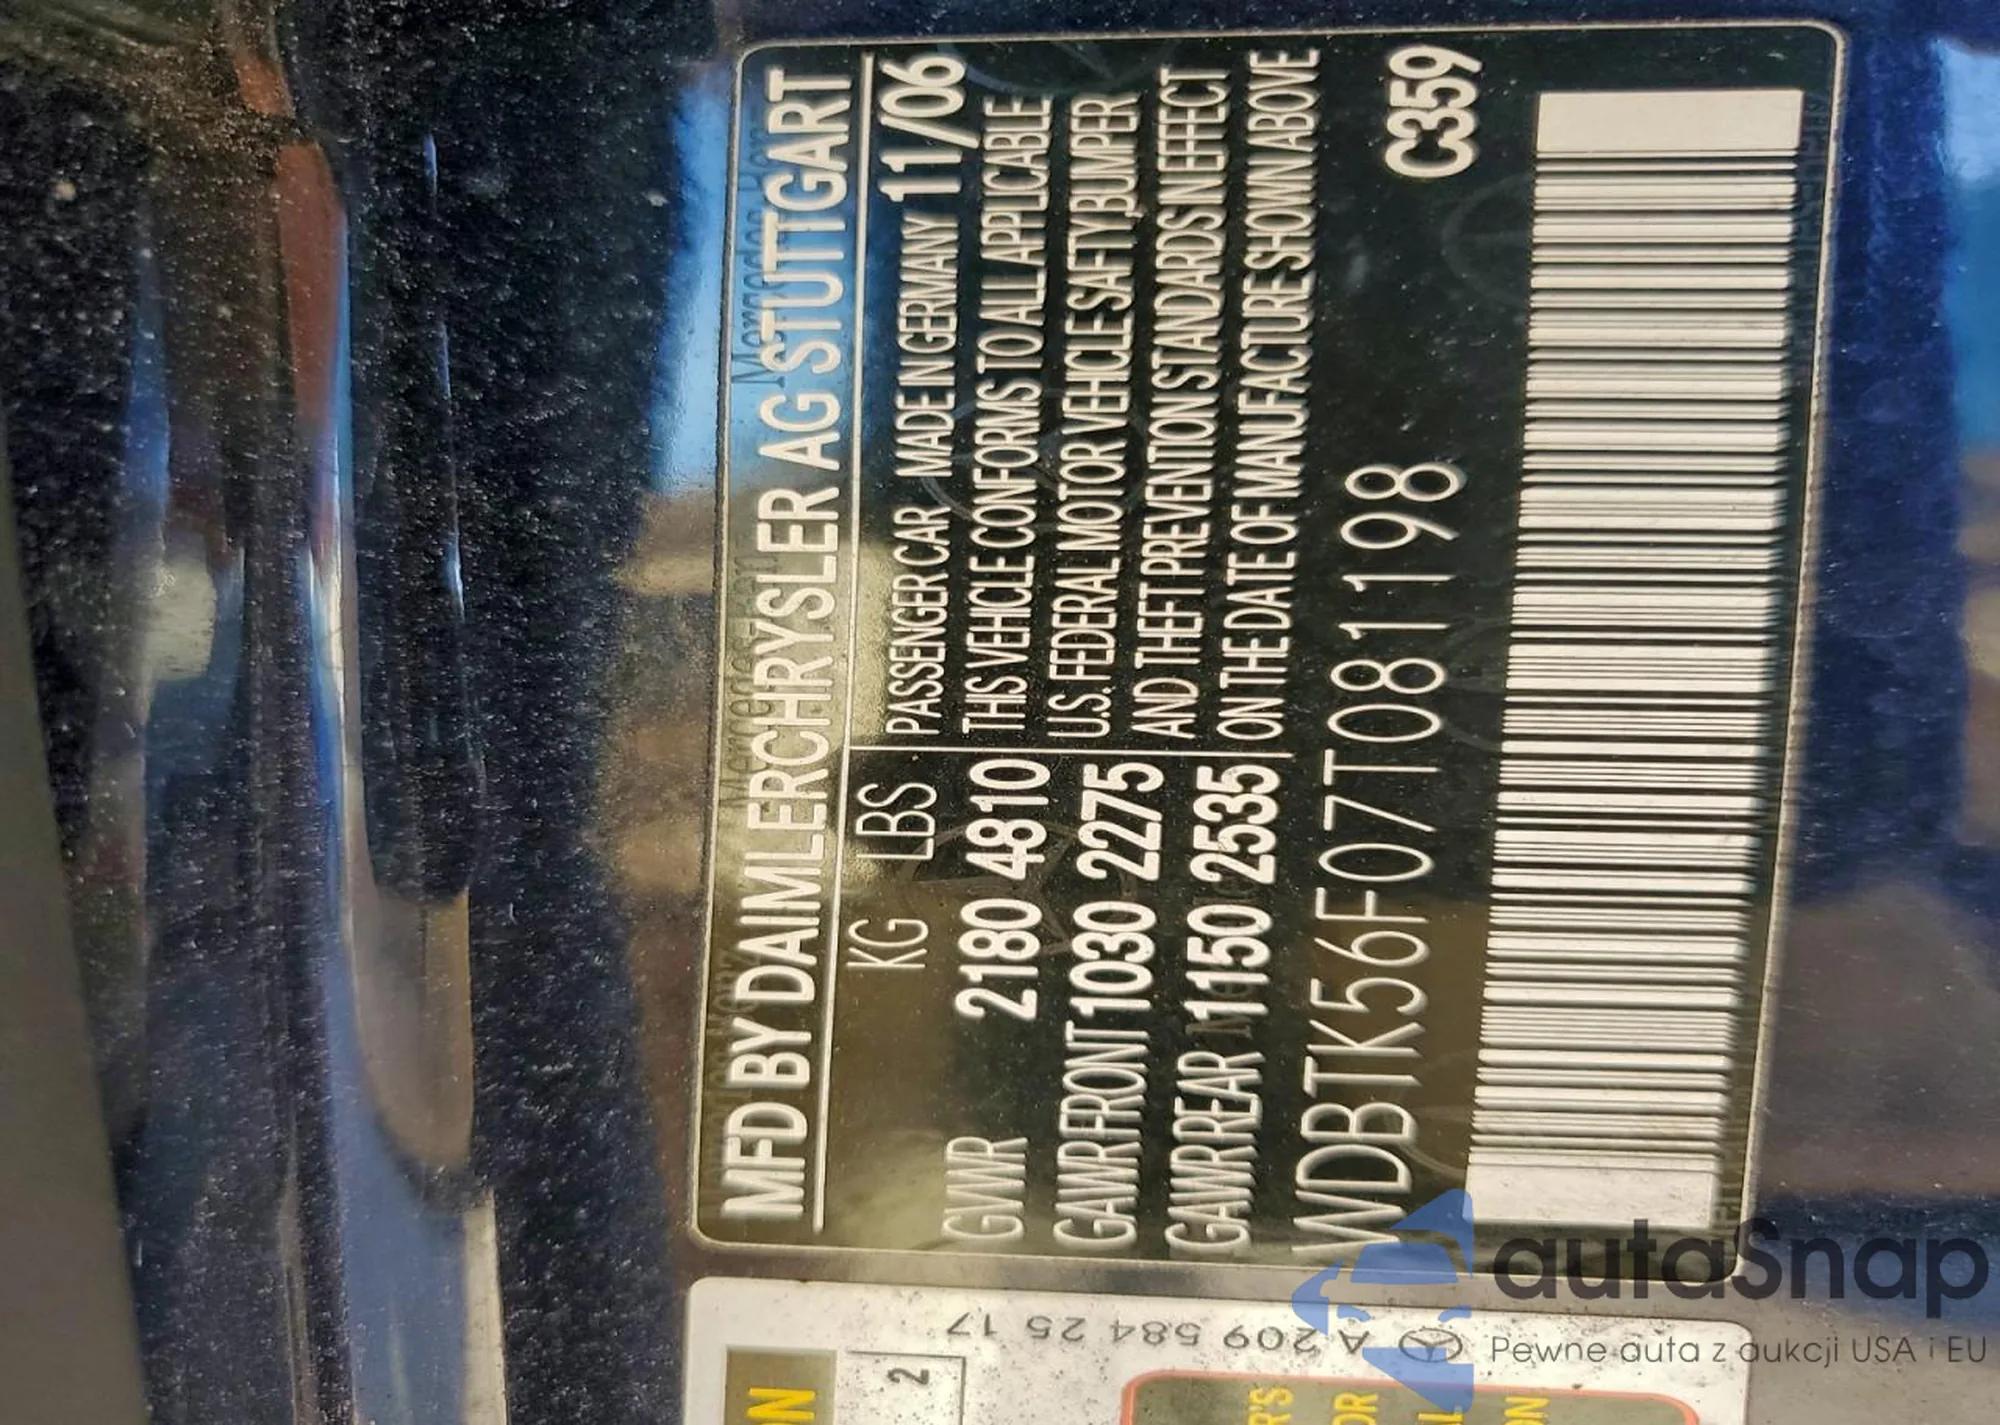 MFD BY DAIMLERCHRYSLER AG STUTTGART
KG LBS
GVWR 2180 4810
GAWR FRONT 1030 2275
GAWR REAR 1150 2535
PASSENGER CAR MADE IN GERMANY 11/06
THIS VEHICLE CONFORMS TO ALL APPLICABLE
U.S. FEDERAL MOTOR VEHICLE SAFTY,BUMPER
AND THEFT PREVENTION STANDARDS IN EFFECT
ON THE DATE OF MANUFACTURE SHOWN ABOVE
WDBTK56F07T081198
C359
A 209 584 25 17
2
autaSnap
Pewne auta z aukcji USA i EU